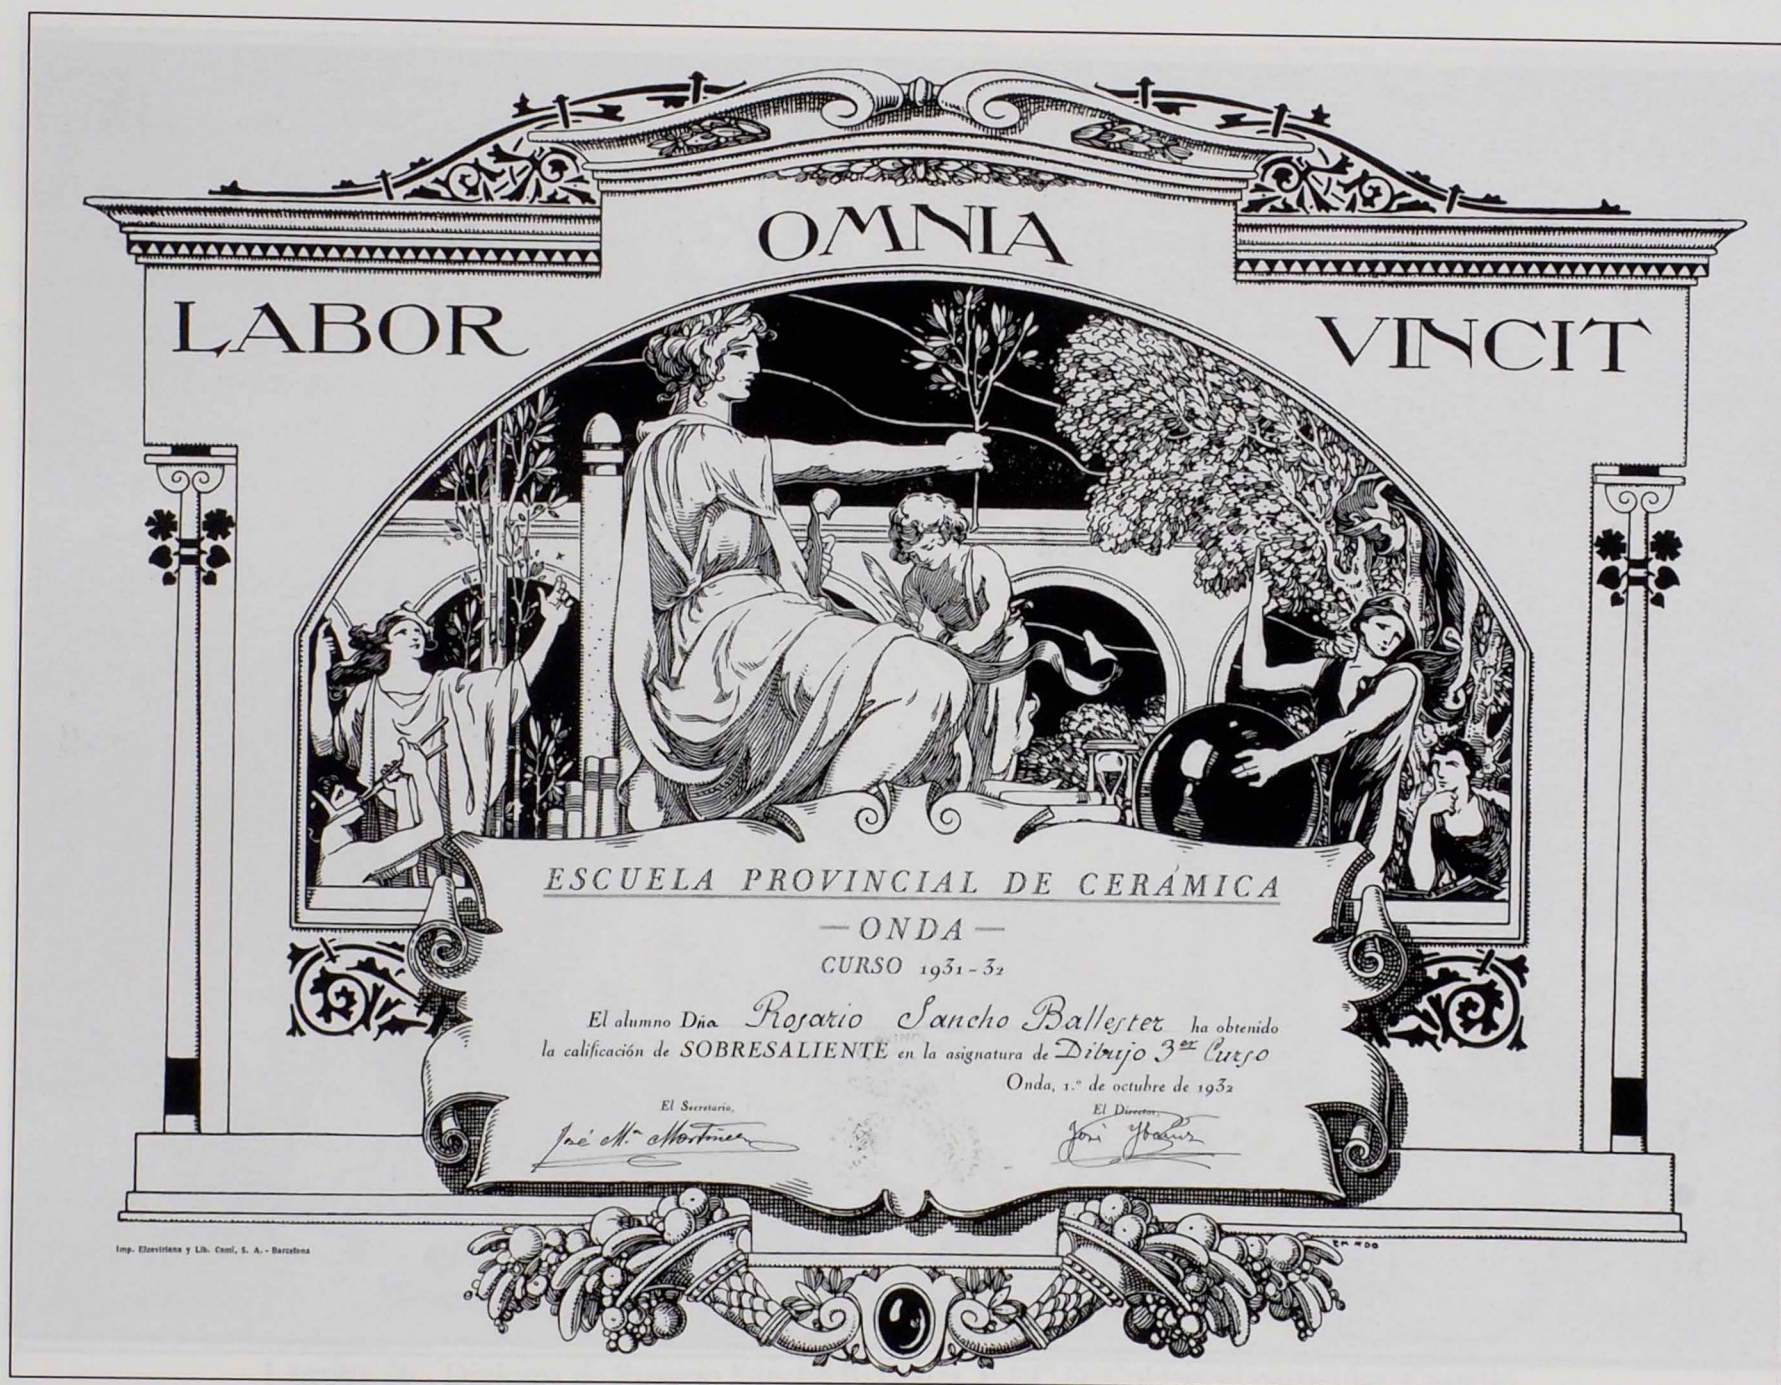 OMNIA
LABOR VINCIT
ESCUELA PROVINCIAL DE CERÁMICA
— ONDA —
CURSO 1931-32
El alumno Dña Rosario Sancho Ballester ha obtenido
la calificación de SOBRESALIENTE en la asignatura de Dibujo 3er Curso
Onda, 1.º de octubre de 1932
El Secretario, El Director,
José Mª Martínez José Ybáñez
Imp. Elzeviriana y Lib. Camí, S. A. - Barcelona